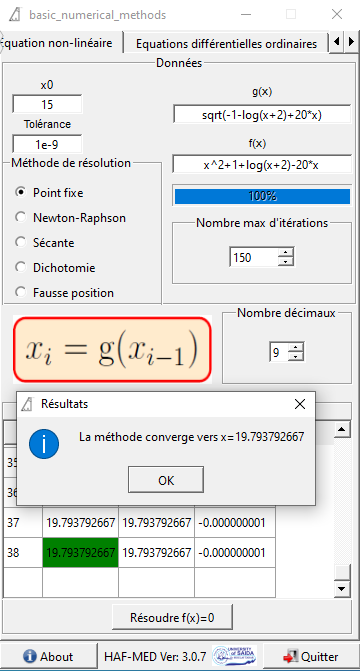 basic_numerical_methods
quation non-linéaire
Equations différentielles ordinaires
Données
x0
15
Tolérance
1e-9
g(x)
sqrt(-1-log(x+2)+20*x)
f(x)
x^2+1+log(x+2)-20*x
Méthode de résolution
Point fixe
Newton-Raphson
Sécante
Dichotomie
Fausse position
100%
Nombre max d'itérations
150
x_i = g(x_{i-1})
Nombre décimaux
9
Résultats
La méthode converge vers x=19.793792667
OK
35
36
37 19.793792667 19.793792667 -0.000000001
38 19.793792667 19.793792667 -0.000000001
Résoudre f(x)=0
About
HAF-MED Ver: 3.0.7
UNIVERSITY
of SAIDA
Quitter